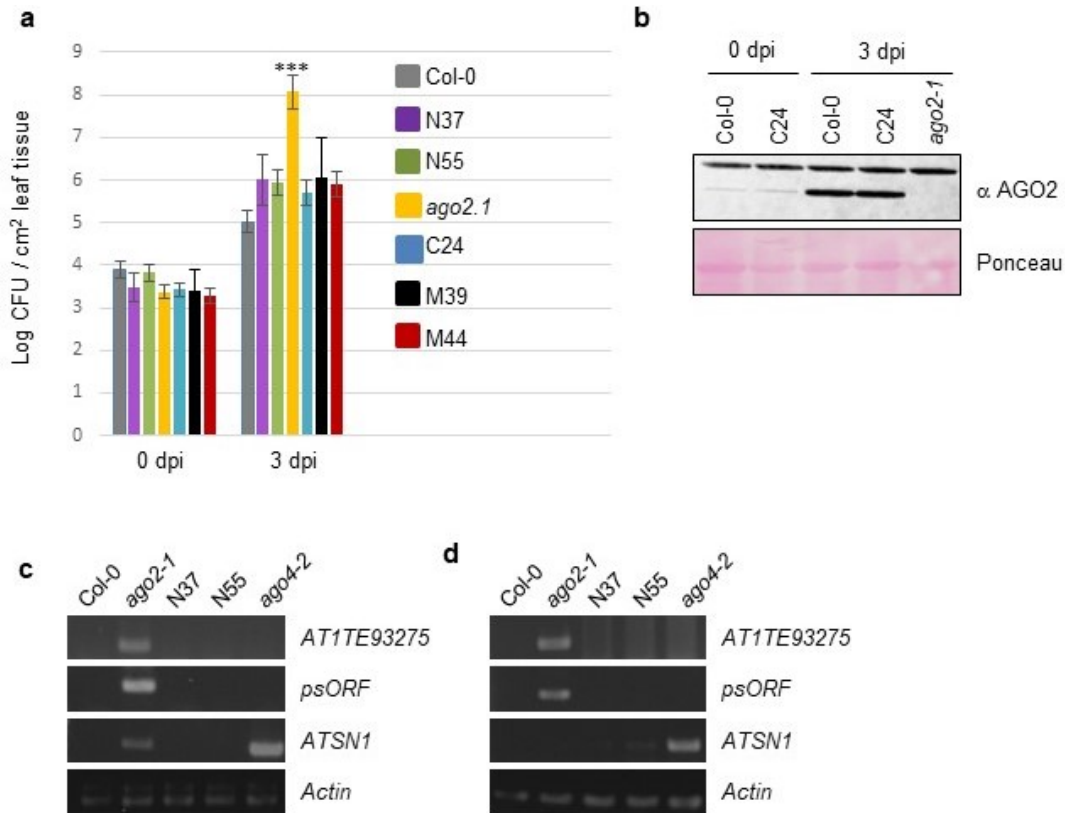 a
Log CFU / cm2 leaf tissue
9
8
7
6
5
4
3
2
1
0
***
0 dpi
3 dpi
Col-0
N37
N55
ago2.1
C24
M39
M44
b
0 dpi
3 dpi
Col-0
C24
Col-0
C24
ago2-1
α AGO2
Ponceau
c
Col-0
ago2-1
N37
N55
ago4-2
AT1TE93275
psORF
ATSN1
Actin
d
Col-0
ago2-1
N37
N55
ago4-2
AT1TE93275
psORF
ATSN1
Actin